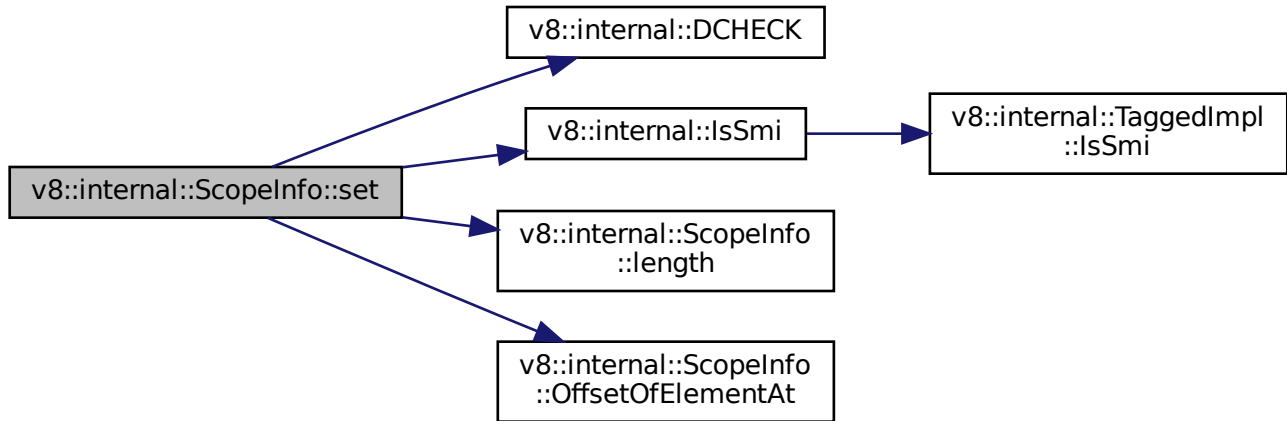 v8::internal::DCHECK
v8::internal::IsSmi
v8::internal::TaggedImpl
::IsSmi
v8::internal::ScopeInfo::set
v8::internal::ScopeInfo
::length
v8::internal::ScopeInfo
::OffsetOfElementAt